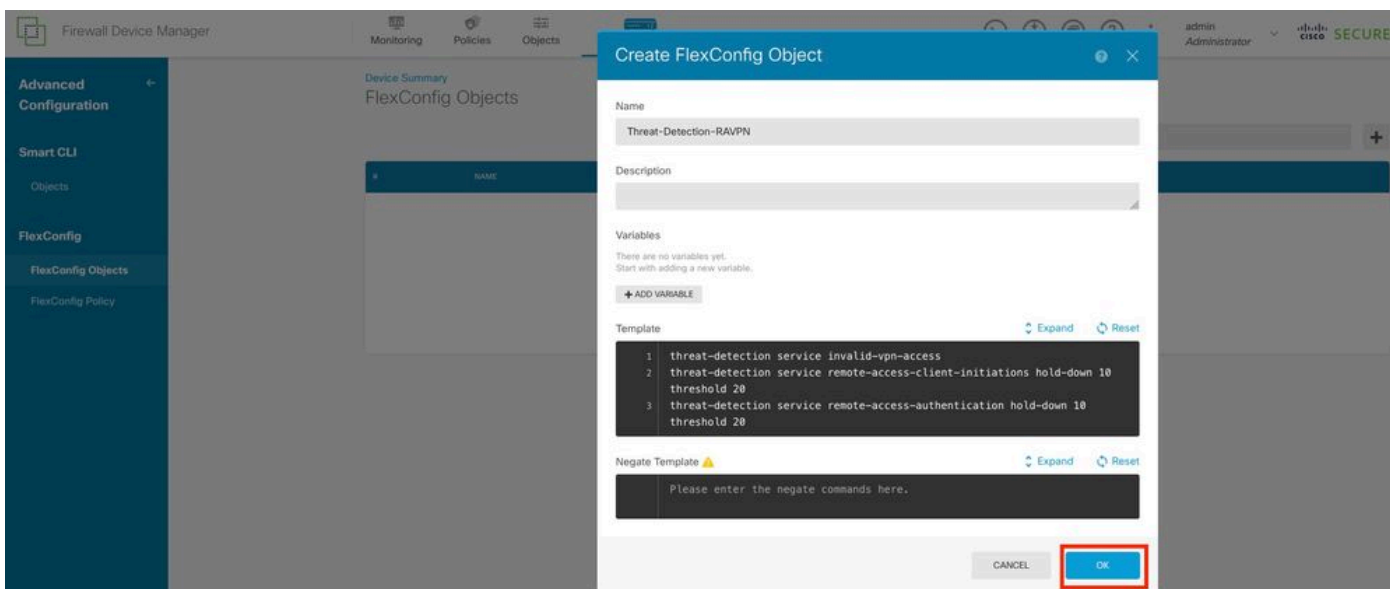 Firewall Device Manager
Monitoring
Policies
Objects
admin
Administrator
cisco SECURE
Advanced
Configuration
Smart CLI
Objects
FlexConfig
FlexConfig Objects
FlexConfig Policy
Device Summary
FlexConfig Objects
#
NAME
Create FlexConfig Object
Name
Threat-Detection-RAVPN
Description
Variables
There are no variables yet.
Start with adding a new variable.
+ ADD VARIABLE
Template
Expand
Reset
1 threat-detection service invalid-vpn-access
2 threat-detection service remote-access-client-initiations hold-down 10
threshold 20
3 threat-detection service remote-access-authentication hold-down 10
threshold 20
Negate Template
Expand
Reset
Please enter the negate commands here.
CANCEL
OK